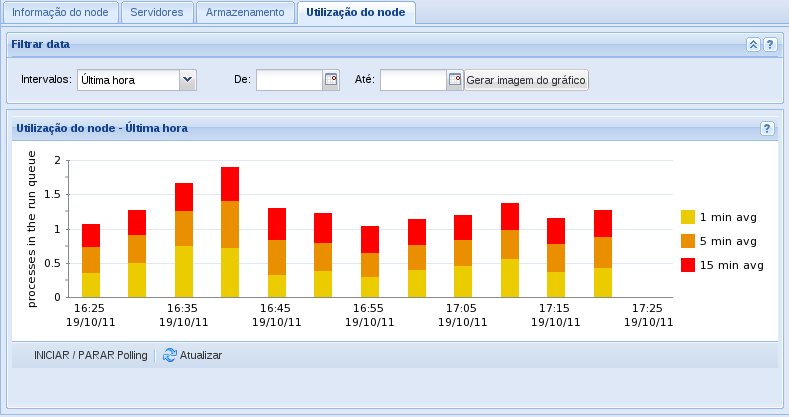 Informação do node Servidores Armazenamento Utilização do node
Filtrar data
Intervalos: Última hora De: Até: Gerar imagem do gráfico
Utilização do node - Última hora
processes in the run queue
2
1.5
1
0.5
0
16:25 16:35 16:45 16:55 17:05 17:15 17:25
19/10/11 19/10/11 19/10/11 19/10/11 19/10/11 19/10/11 19/10/11
1 min avg
5 min avg
15 min avg
INICIAR / PARAR Polling Atualizar